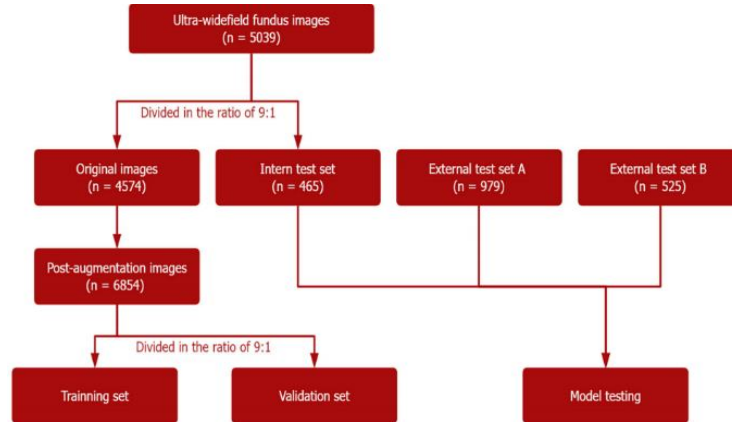 Ultra-widefield fundus images
(n = 5039)
Divided in the ratio of 9:1
Original images
(n = 4574)
Intern test set
(n = 465)
External test set A
(n = 979)
External test set B
(n = 525)
Post-augmentation images
(n = 6854)
Divided in the ratio of 9:1
Trainning set
Validation set
Model testing